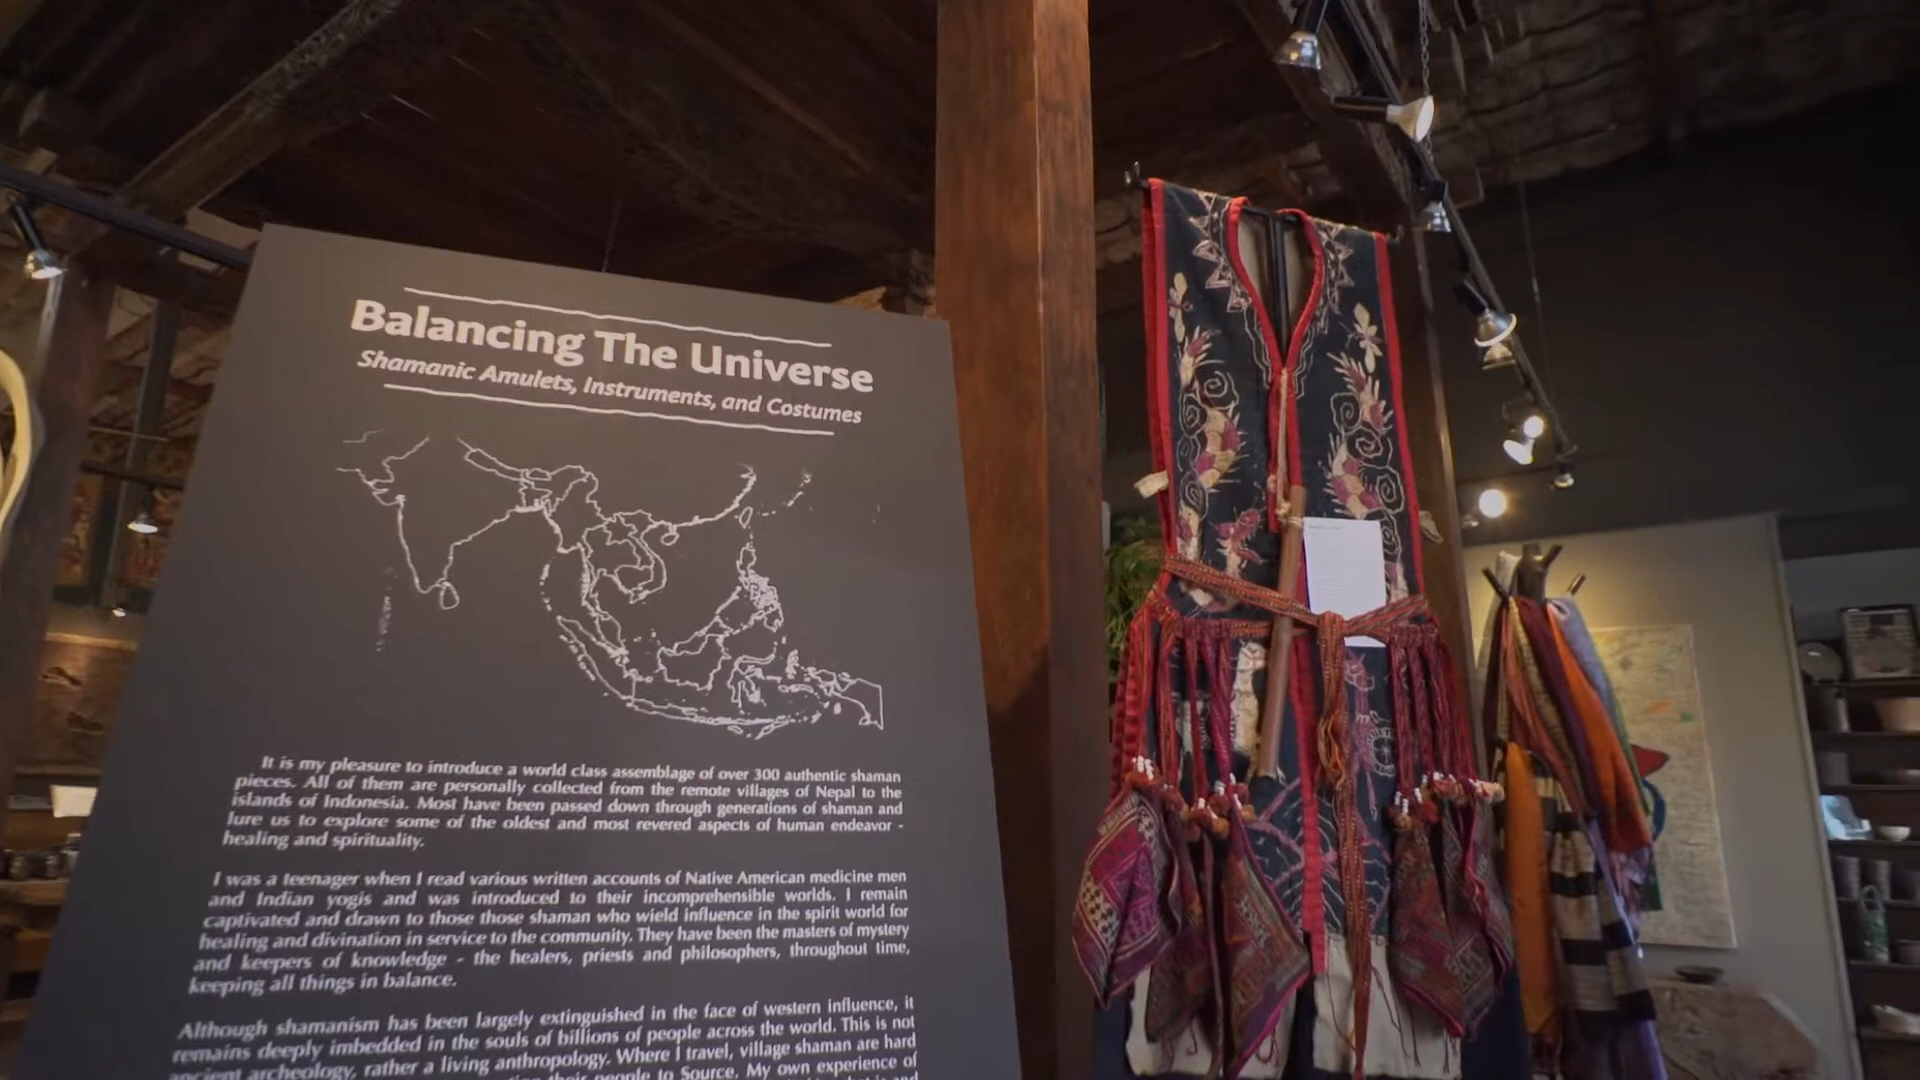 Balancing The Universe
Shamanic Amulets, Instruments, and Costumes
It is my pleasure to introduce a world class assemblage of over 300 authentic shaman
pieces. All of them are personally collected from the remote villages of Nepal to the
islands of Indonesia. Most have been passed down through generations of shaman and
lure us to explore some of the oldest and most revered aspects of human endeavor -
healing and spirituality.
I was a teenager when I read various written accounts of Native American medicine men
and Indian yogis and was introduced to their incomprehensible worlds. I remain
captivated and drawn to those those shaman who wield influence in the spirit world for
healing and divination in service to the community. They have been the masters of mystery
and keepers of knowledge - the healers, priests and philosophers, throughout time,
keeping all things in balance.
Although shamanism has been largely extinguished in the face of western influence, it
remains deeply imbedded in the souls of billions of people across the world. This is not
ancient archeology, rather a living anthropology. Where I travel, village shaman are hard
their people to Source. My own experience of